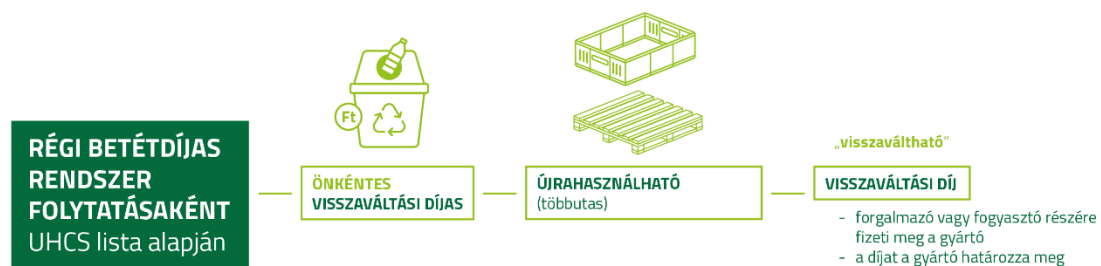 Ft
RÉGI BETÉTDÍJAS
RENDSZER
FOLYTATÁSAKÉNT
UHCS lista alapján
ÖNKÉNTES
VISSZAVÁLTÁSI DÍJAS
ÚJRAHASZNÁLHATÓ
(többutas)
„visszaváltható”
VISSZAVÁLTÁSI DÍJ
- forgalmazó vagy fogyasztó részére
fizeti meg a gyártó
- a díjat a gyártó határozza meg